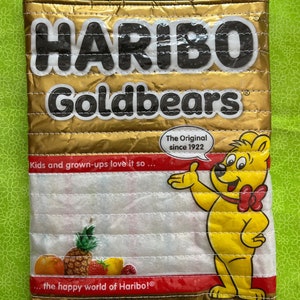 HARIBO
Goldbears®
The Original
since 1922
Kids and grown-ups love it so ...
... the happy world of Haribo!®